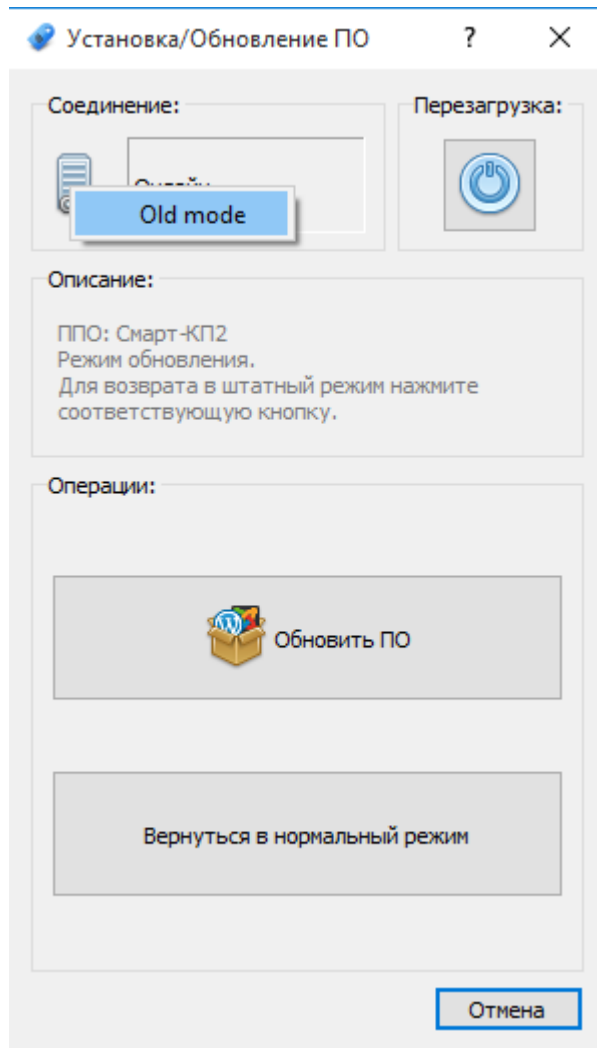 Установка/Обновление ПО
?
Соединение:
Перезагрузка:
Old mode
Описание:
ППО: Смарт-КП2
Режим обновления.
Для возврата в штатный режим нажмите
соответствующую кнопку.
Операции:
Обновить ПО
Вернуться в нормальный режим
Отмена